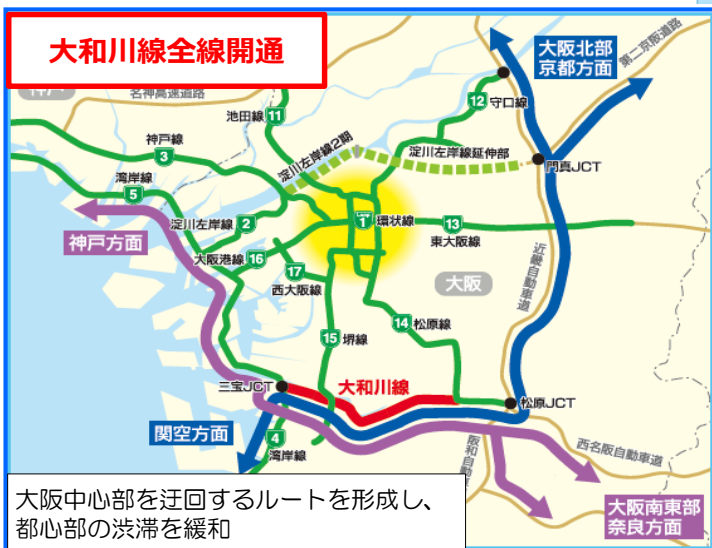 大和川線全線開通
大阪北部
京都方面
第二京阪道路
神戸
名神高速道路
池田線
11
12
守口線
神戸線
3
淀川左岸線2期
淀川左岸線延伸部
門真JCT
湾岸線
5
淀川左岸線
2
1
環状線
13
東大阪線
神戸方面
大阪港線
16
17
西大阪線
大阪
近畿自動車道
15
堺線
14
松原線
三宝JCT
大和川線
松原JCT
関空方面
4
湾岸線
阪和自動車道
西名阪自動車道
大阪南東部
奈良方面
大阪中心部を迂回するルートを形成し、
都心部の渋滞を緩和